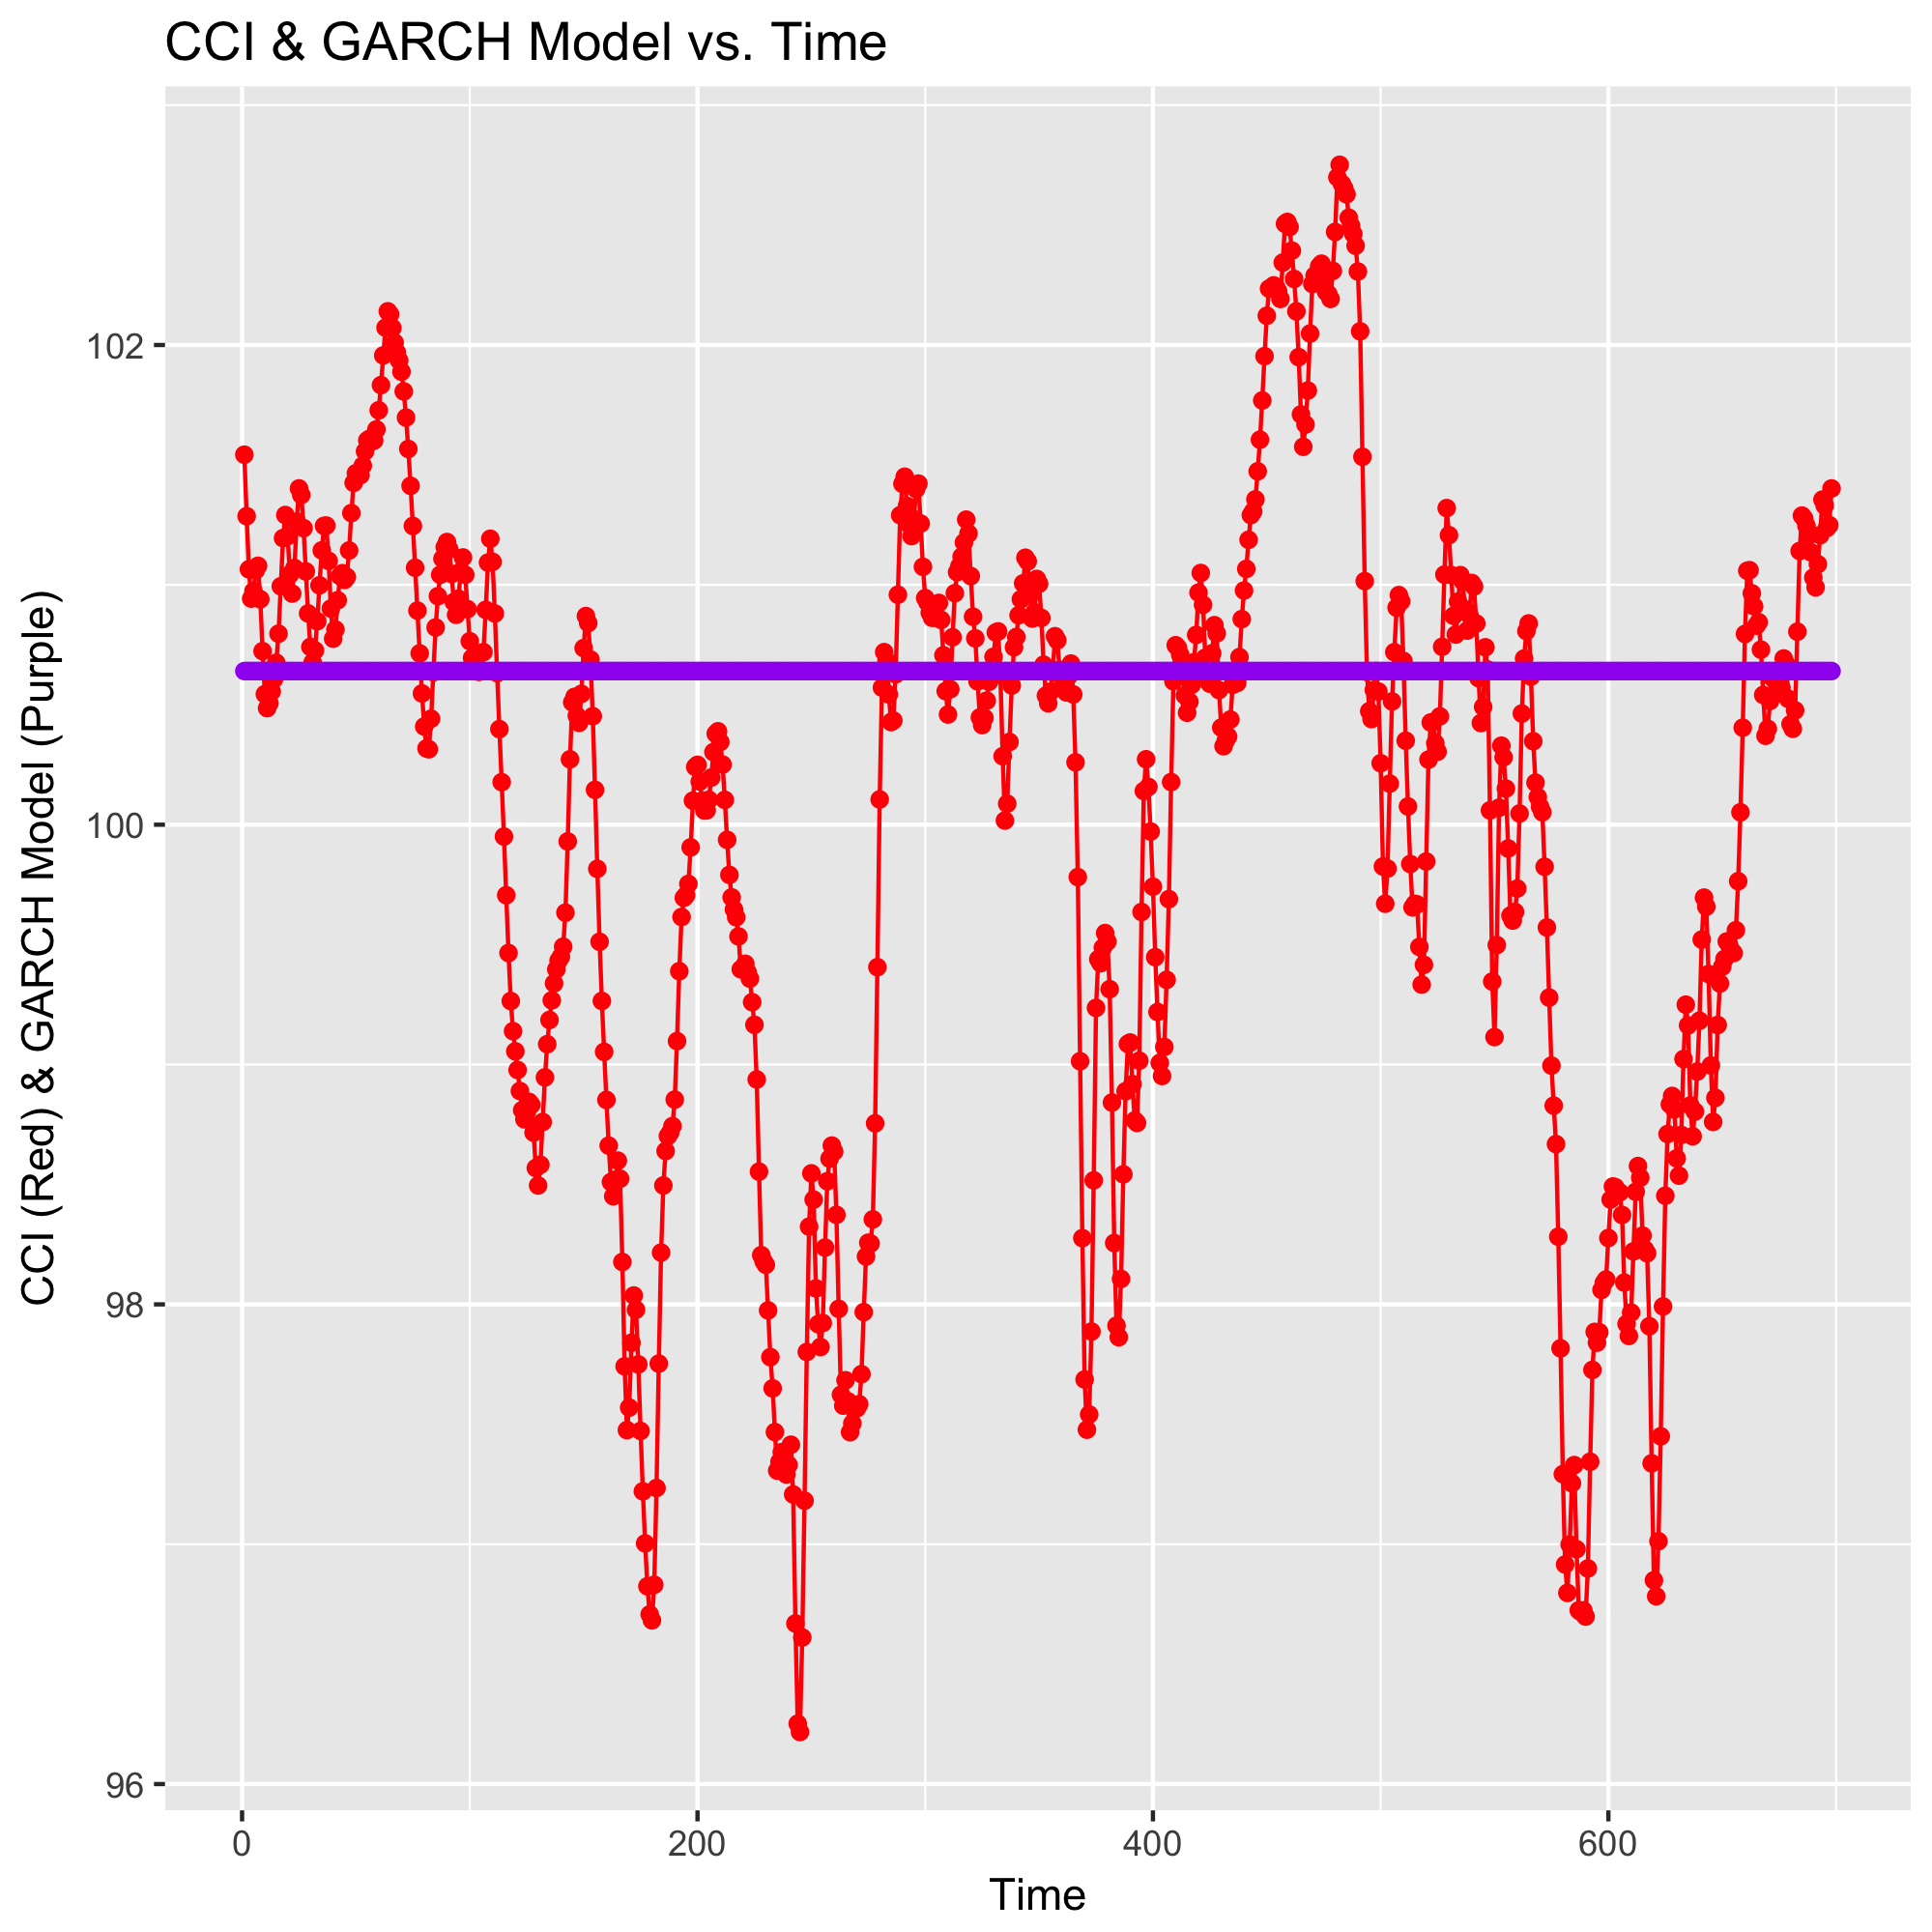 CCI & GARCH Model vs. Time
CCI (Red) & GARCH Model (Purple)
102
100
98
96
0
200
400
600
Time